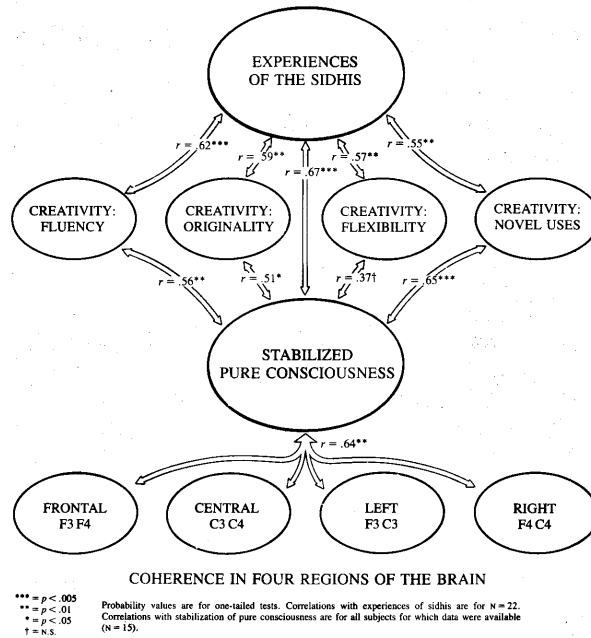 EXPERIENCES
OF THE SIDHIS
r = .62***
r = .59**
r = .67***
r = .57**
r = .55**
CREATIVITY:
FLUENCY
CREATIVITY:
ORIGINALITY
CREATIVITY:
FLEXIBILITY
CREATIVITY:
NOVEL USES
r = .56**
r = .51*
r = .37†
r = .65***
STABILIZED
PURE CONSCIOUSNESS
r = .64**
FRONTAL
F3 F4
CENTRAL
C3 C4
LEFT
F3 C3
RIGHT
F4 C4
COHERENCE IN FOUR REGIONS OF THE BRAIN
*** = p < .005
** = p < .01
* = p < .05
† = N.S.
Probability values are for one-tailed tests. Correlations with experiences of sidhis are for N = 22.
Correlations with stabilization of pure consciousness are for all subjects for which data were available
(N = 15).